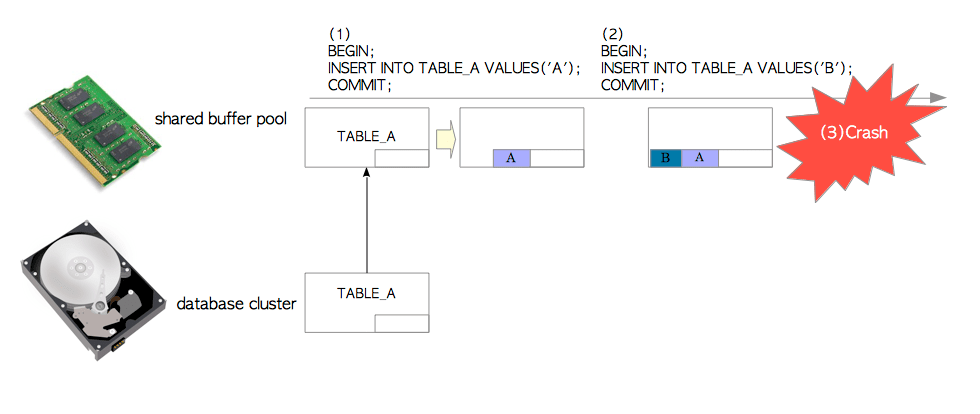 (1)
BEGIN;
INSERT INTO TABLE_A VALUES('A');
COMMIT;
(2)
BEGIN;
INSERT INTO TABLE_A VALUES('B');
COMMIT;
(3)Crash
shared buffer pool
TABLE_A
A
B A
database cluster
TABLE_A